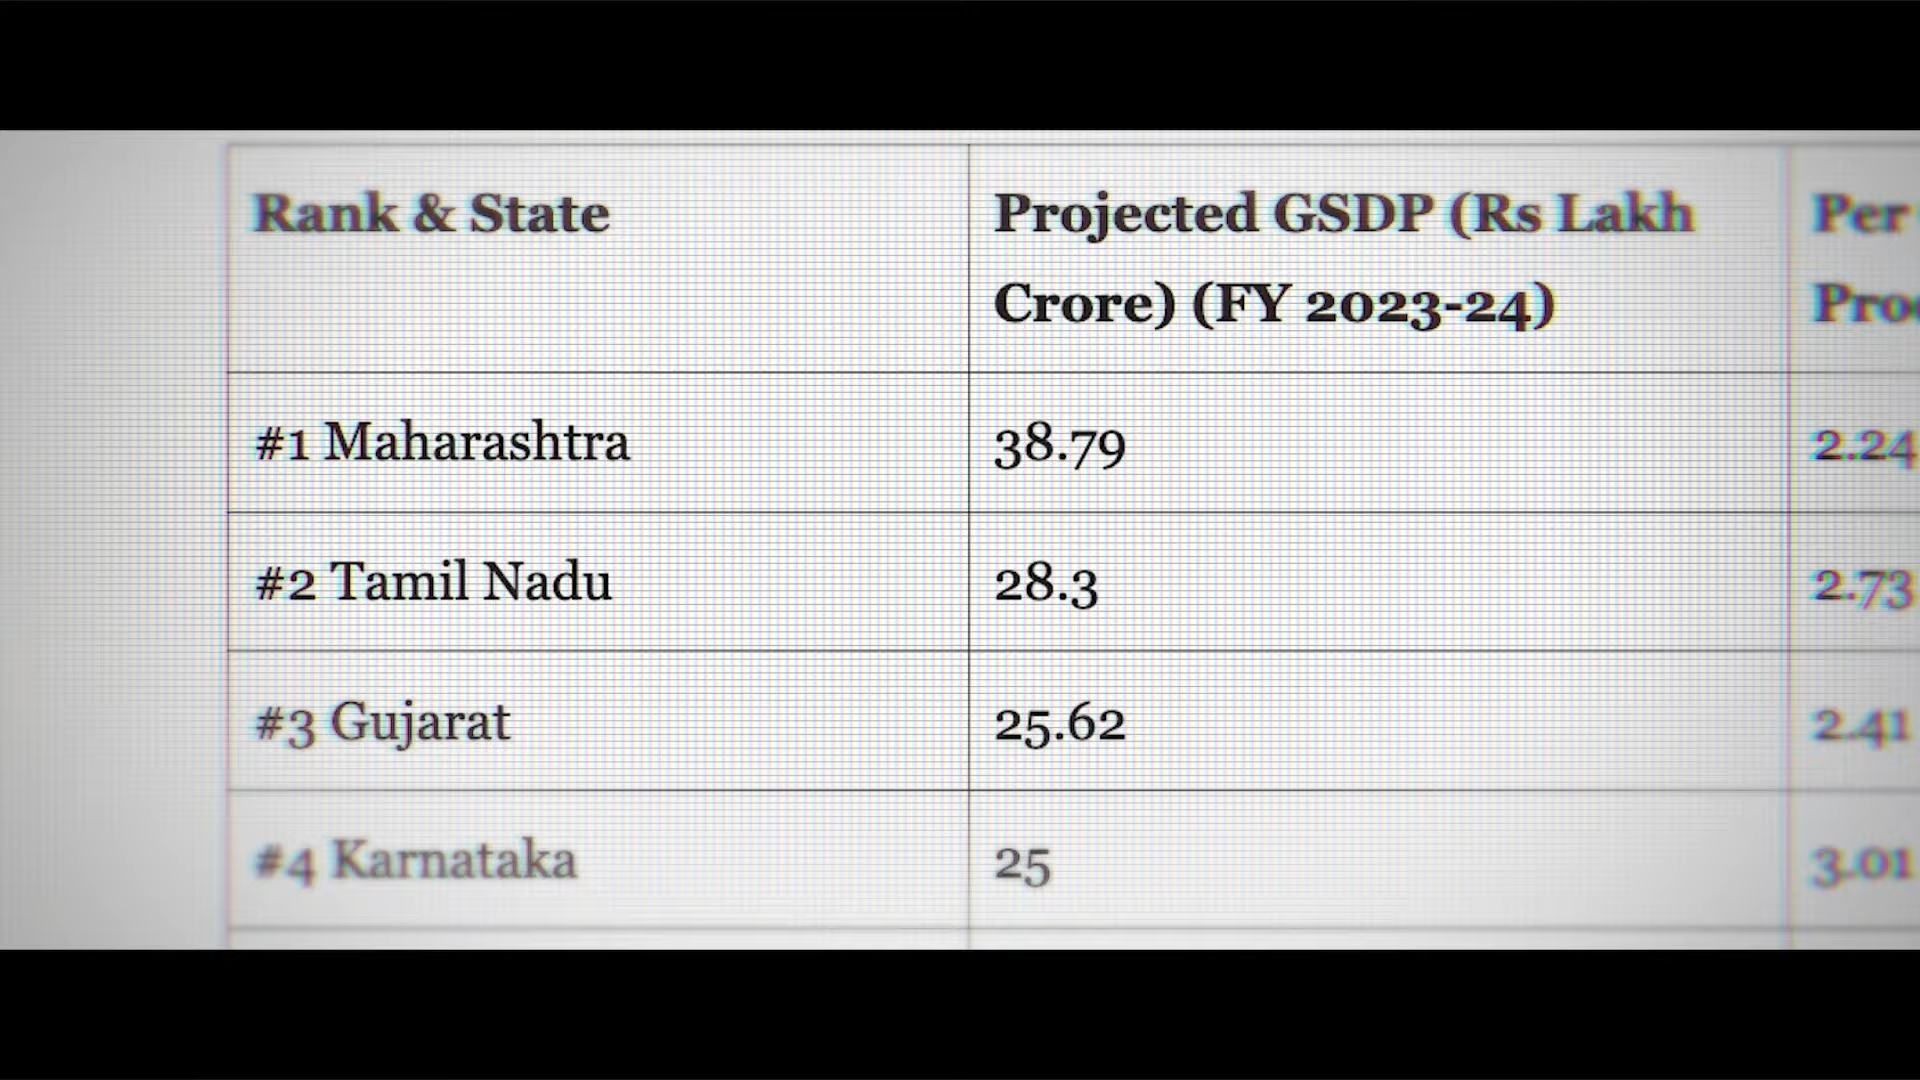 Rank & State
Projected GSDP (Rs Lakh
Crore) (FY 2023-24)
Per
#1 Maharashtra
38.79
2.24
#2 Tamil Nadu
28.3
2.73
#3 Gujarat
25.62
2.41
#4 Karnataka
25
3.01